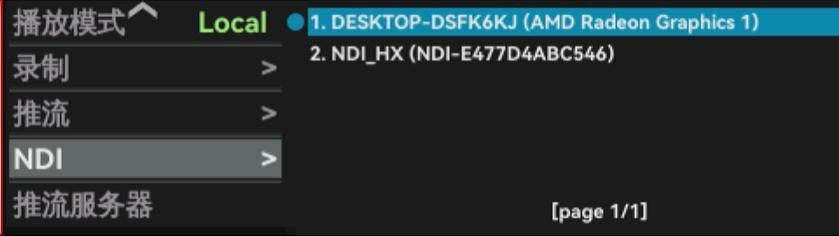 播放模式 Local
录制 >
推流 >
NDI >
推流服务器
1. DESKTOP-DSFK6KJ (AMD Radeon Graphics 1)
2. NDI_HX (NDI-E477D4ABC546)
[page 1/1]